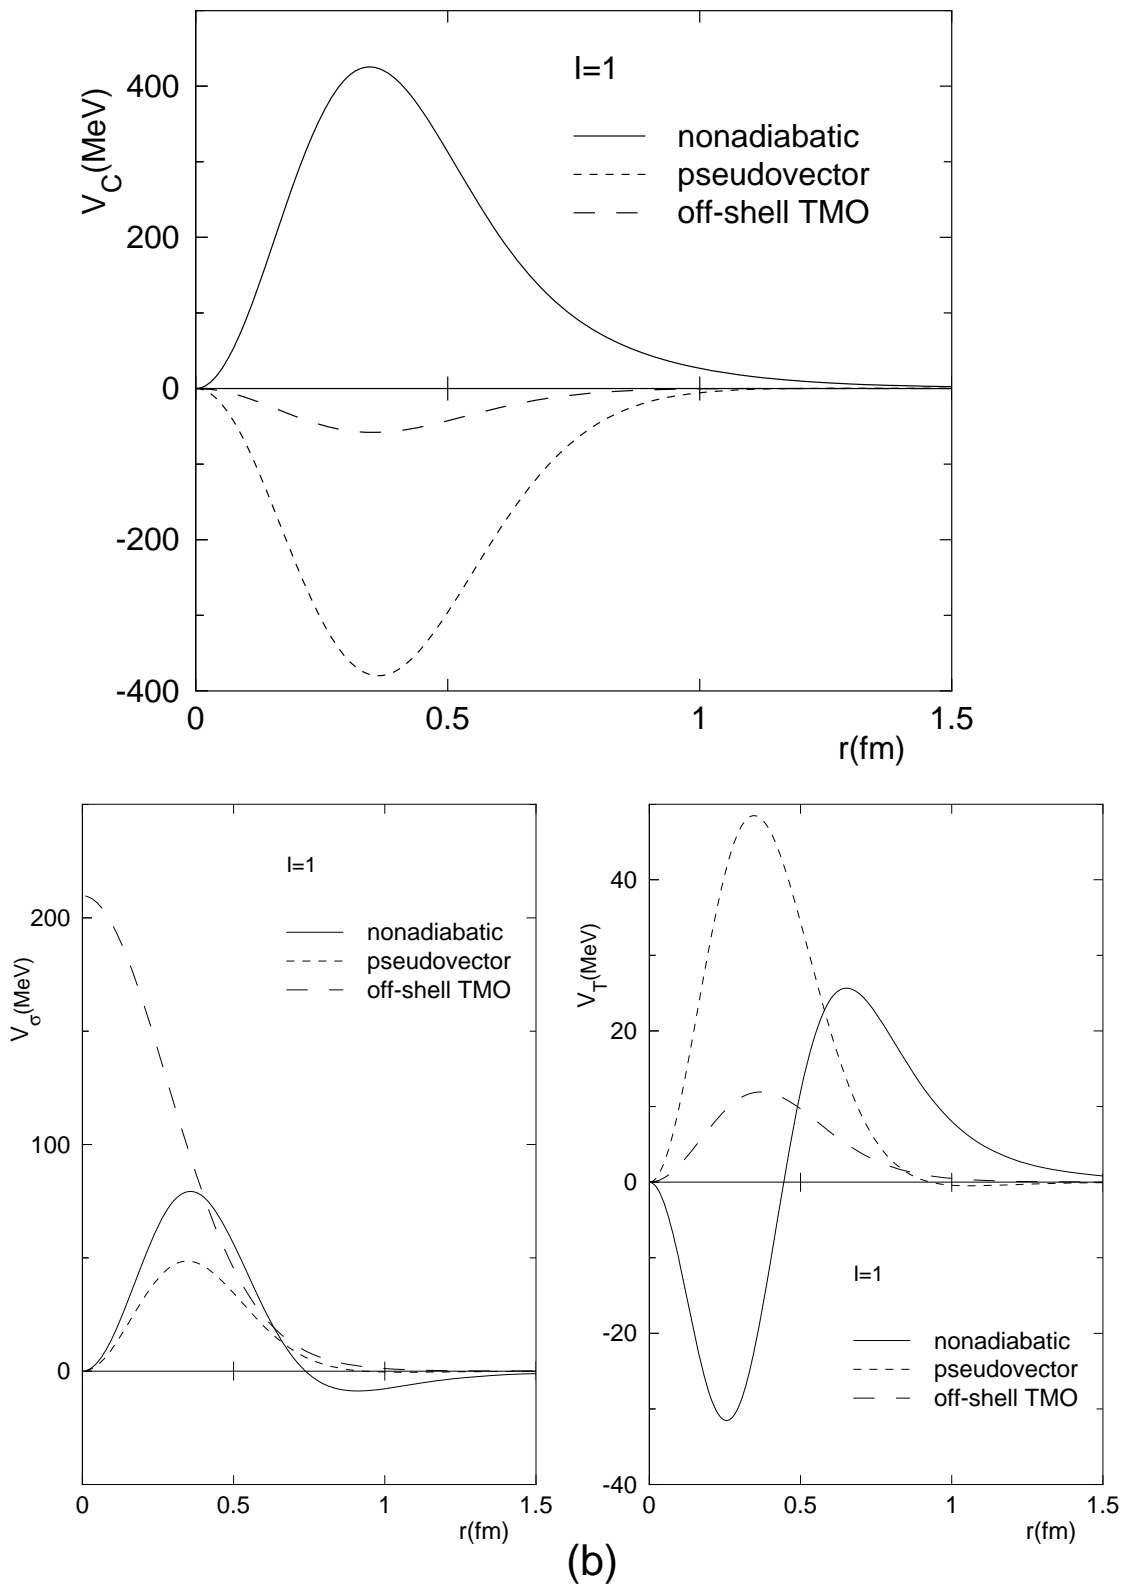 400
200
0
-200
-400
V_C(MeV)
I=1
nonadiabatic
pseudovector
off-shell TMO
0
0.5
1
1.5
r(fm)
200
100
0
V_σ(MeV)
I=1
nonadiabatic
pseudovector
off-shell TMO
0
0.5
1
1.5
r(fm)
40
20
0
-20
-40
V_T(MeV)
I=1
nonadiabatic
pseudovector
off-shell TMO
0
0.5
1
1.5
r(fm)
(b)